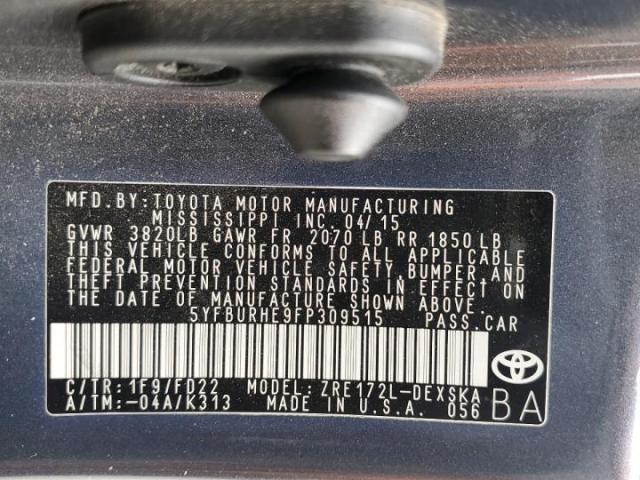 MFD.BY:TOYOTA MOTOR MANUFACTURING
MISSISSIPPI INC. 04/15
GVWR 3820LB GAWR FR 2070 LB RR 1850 LB
THIS VEHICLE CONFORMS TO ALL APPLICABLE
FEDERAL MOTOR VEHICLE SAFETY, BUMPER, AND
THEFT PREVENTION STANDARDS IN EFFECT ON
THE DATE OF MANUFACTURE SHOWN ABOVE.
5YFBURHE9FP309515 PASS.CAR
C/TR:1F9/FD22 MODEL:ZRE172L-DEXSKA
A/TM:-04A/K313 MADE IN U.S.A. 056
BA